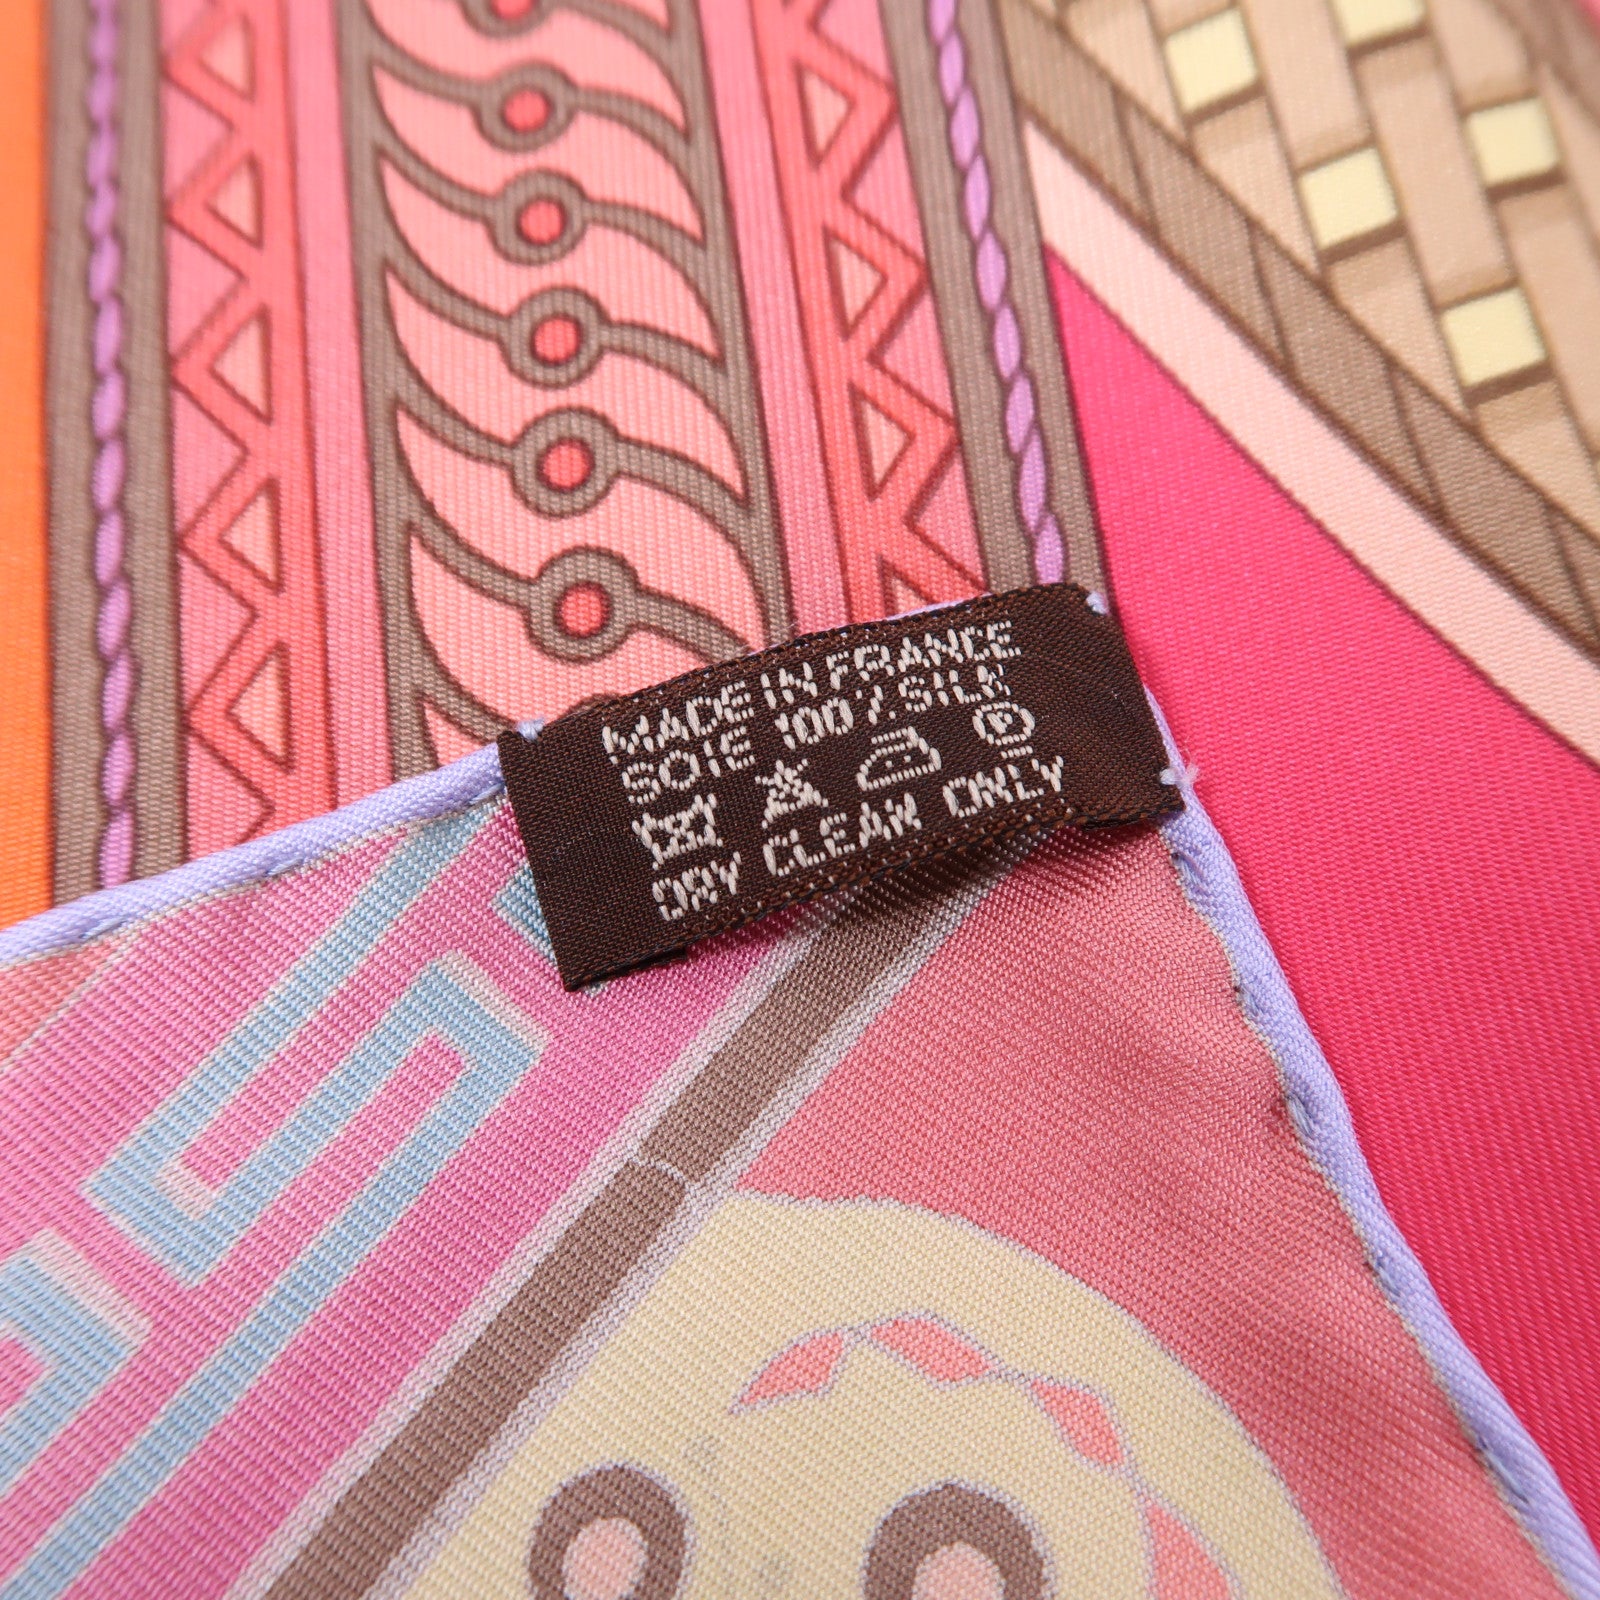 MADE IN FRANCE
SOIE 100% SILK
P
DRY CLEAN ONLY